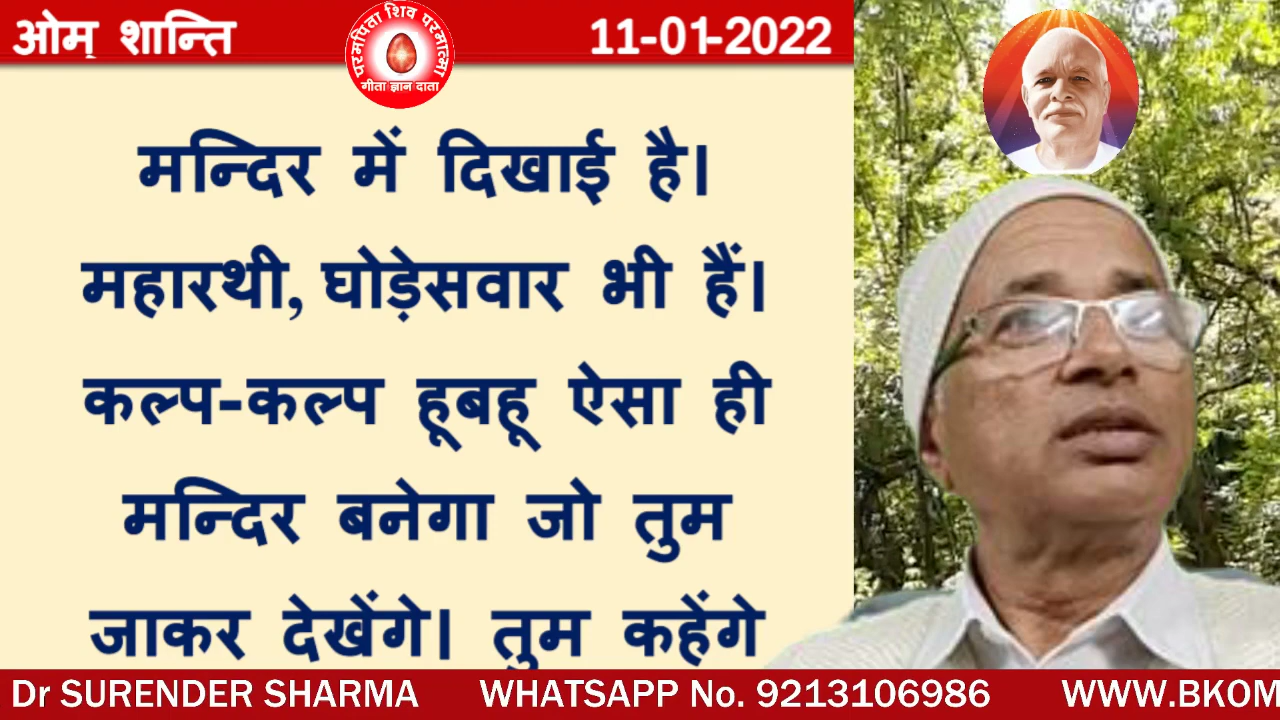 ओम् शान्ति
परमपिता शिव परमात्मा
गीता ज्ञान दाता
11-01-2022
मन्दिर में दिखाई है।
महारथी, घोड़ेसवार भी हैं।
कल्प-कल्प हूबहू ऐसा ही
मन्दिर बनेगा जो तुम
जाकर देखेंगे। तुम कहेंगे
Dr SURENDER SHARMA WHATSAPP No. 9213106986 WWW.BKOM